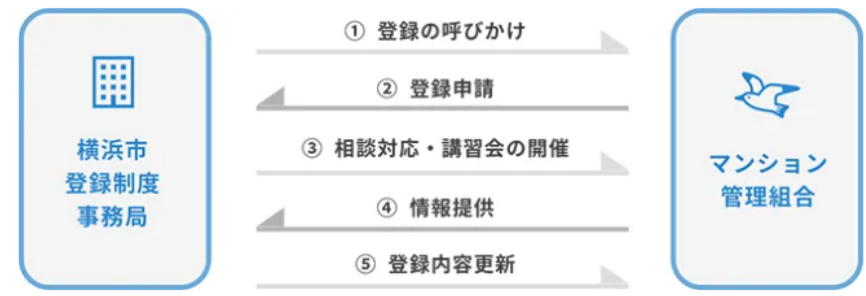 横浜市
登録制度
事務局
① 登録の呼びかけ
② 登録申請
③ 相談対応・講習会の開催
④ 情報提供
⑤ 登録内容更新
マンション
管理組合